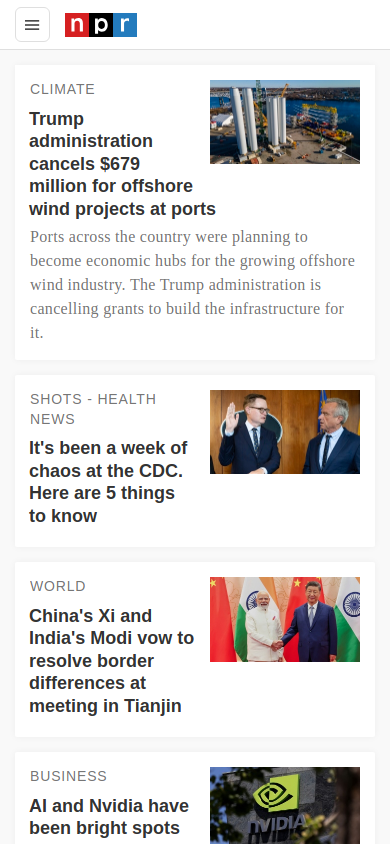 npr
CLIMATE
Trump
administration
cancels $679
million for offshore
wind projects at ports
Ports across the country were planning to
become economic hubs for the growing offshore
wind industry. The Trump administration is
cancelling grants to build the infrastructure for
it.
SHOTS - HEALTH
NEWS
It's been a week of
chaos at the CDC.
Here are 5 things
to know
WORLD
China's Xi and
India's Modi vow to
resolve border
differences at
meeting in Tianjin
BUSINESS
AI and Nvidia have
been bright spots
NVIDIA